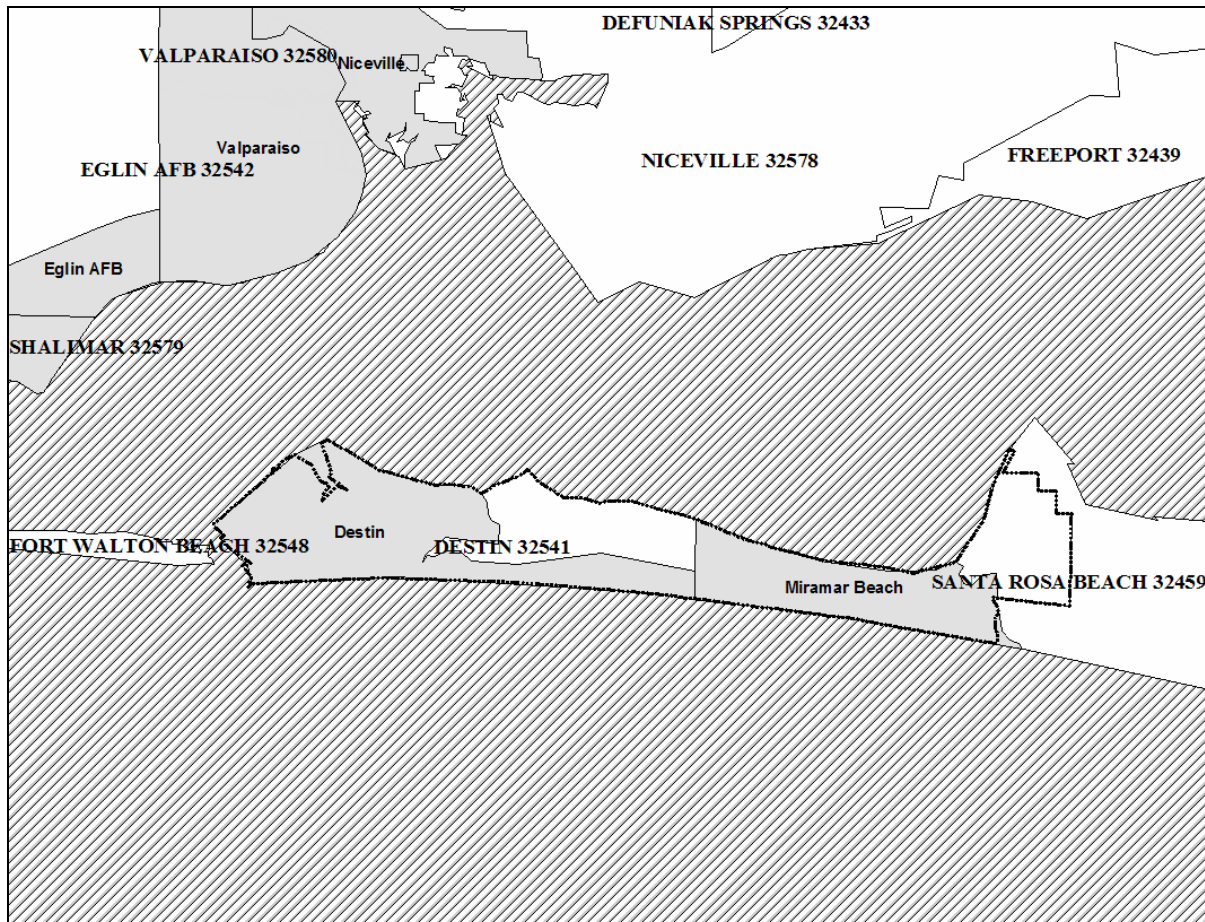 DEFUNIAK SPRINGS 32433
VALPARAISO 32580
Niceville
Valparaiso
EGLIN AFB 32542
NICEVILLE 32578
FREEPORT 32439
Eglin AFB
SHALIMAR 32579
Destin
FORT WALTON BEACH 32548
DESTIN 32541
Miramar Beach
SANTA ROSA BEACH 32459